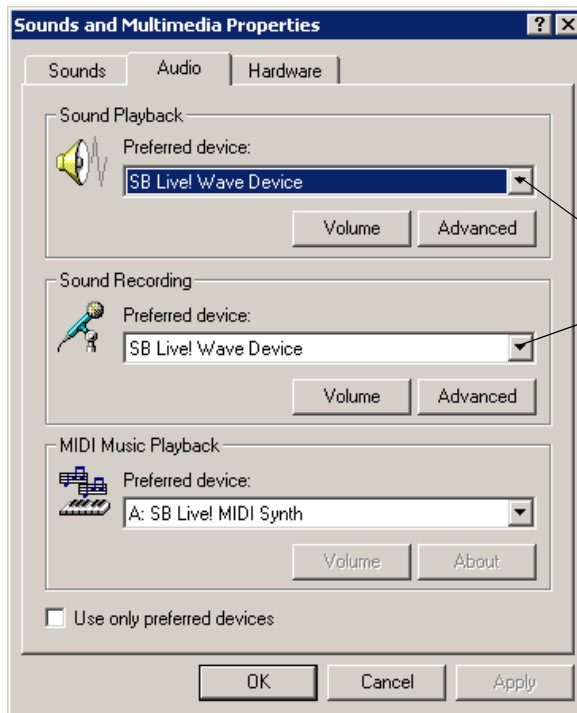 Sounds and Multimedia Properties
Sounds Audio Hardware
Sound Playback
Preferred device:
SB Live! Wave Device
Volume Advanced
Sound Recording
Preferred device:
SB Live! Wave Device
Volume Advanced
MIDI Music Playback
Preferred device:
A: SB Live! MIDI Synth
Volume About
Use only preferred devices
OK Cancel Apply